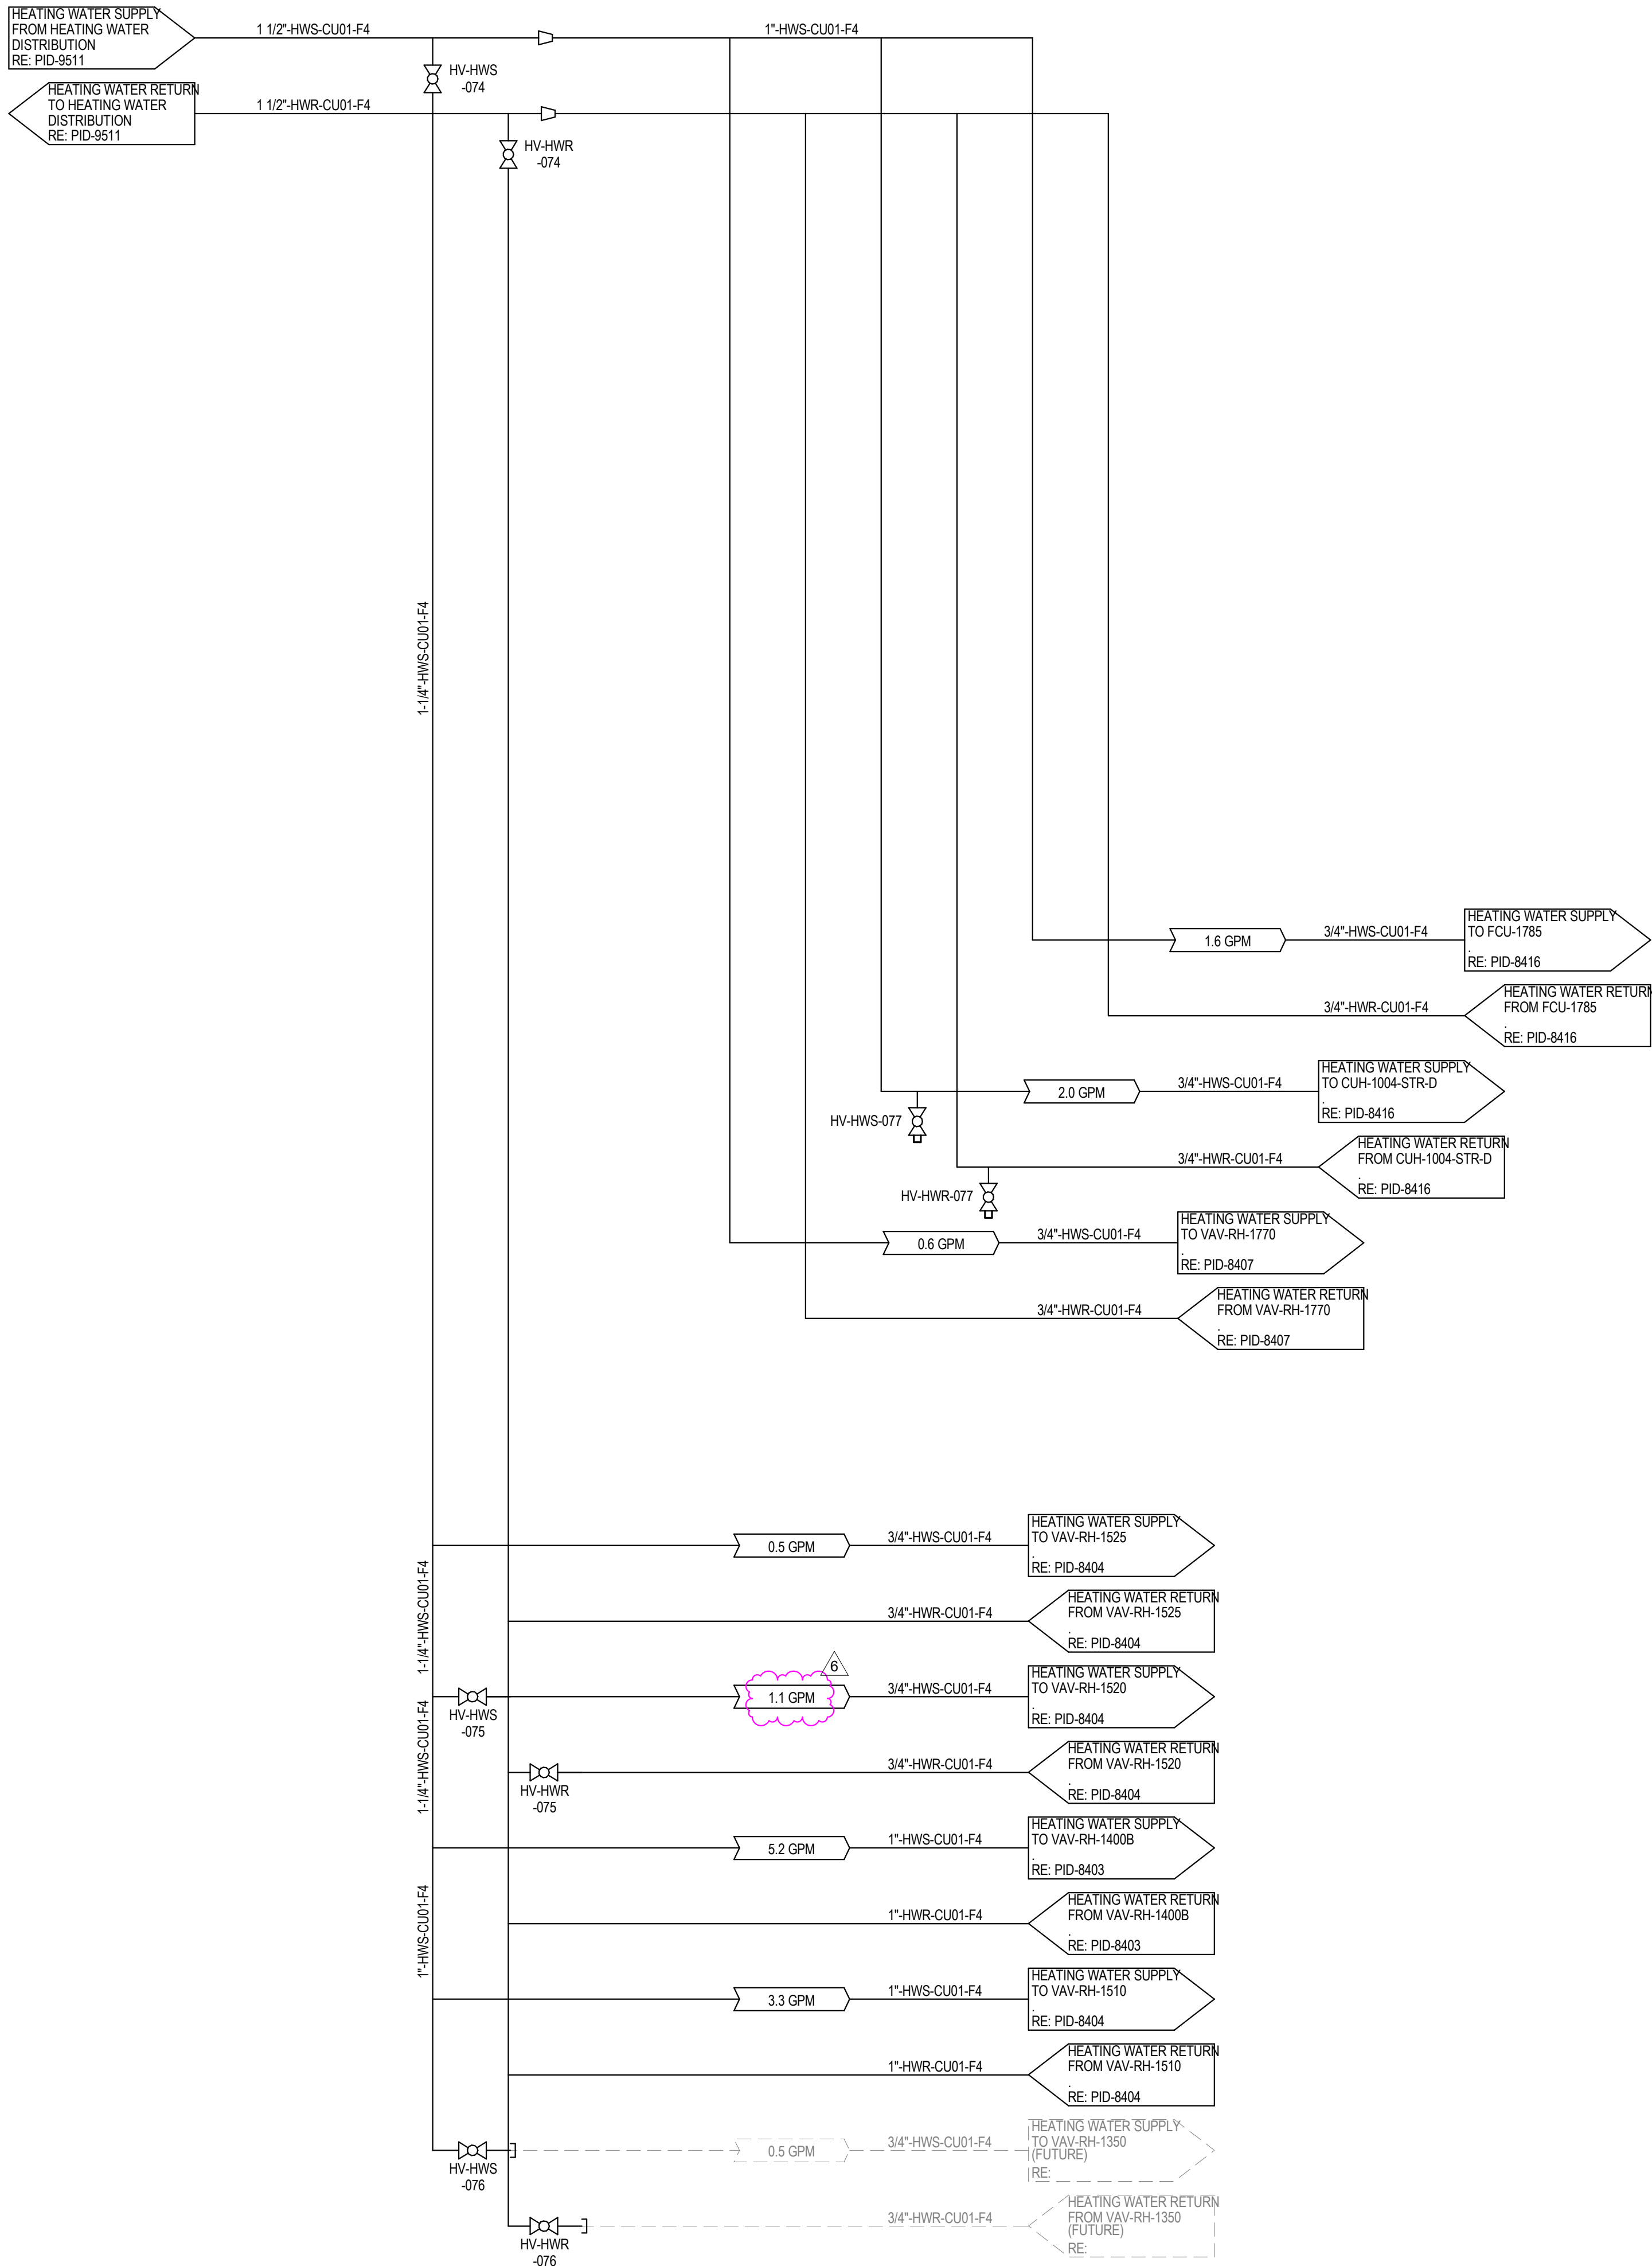 HEATING WATER SUPPLY
FROM HEATING WATER
DISTRIBUTION
RE: PID-9511
1 1/2"-HWS-CU01-F4
1"-HWS-CU01-F4
HV-HWS
-074
HEATING WATER RETURN
TO HEATING WATER
DISTRIBUTION
RE: PID-9511
1 1/2"-HWR-CU01-F4
HV-HWR
-074
1-1/4"-HWS-CU01-F4
1.6 GPM
3/4"-HWS-CU01-F4
HEATING WATER SUPPLY
TO FCU-1785
.
RE: PID-8416
3/4"-HWR-CU01-F4
HEATING WATER RETURN
FROM FCU-1785
.
RE: PID-8416
HV-HWS-077
2.0 GPM
3/4"-HWS-CU01-F4
HEATING WATER SUPPLY
TO CUH-1004-STR-D
.
RE: PID-8416
HV-HWR-077
3/4"-HWR-CU01-F4
HEATING WATER RETURN
FROM CUH-1004-STR-D
.
RE: PID-8416
0.6 GPM
3/4"-HWS-CU01-F4
HEATING WATER SUPPLY
TO VAV-RH-1770
.
RE: PID-8407
3/4"-HWR-CU01-F4
HEATING WATER RETURN
FROM VAV-RH-1770
.
RE: PID-8407
0.5 GPM
3/4"-HWS-CU01-F4
HEATING WATER SUPPLY
TO VAV-RH-1525
.
RE: PID-8404
1-1/4"-HWS-CU01-F4
3/4"-HWR-CU01-F4
HEATING WATER RETURN
FROM VAV-RH-1525
.
RE: PID-8404
HV-HWS
-075
6
1.1 GPM
3/4"-HWS-CU01-F4
HEATING WATER SUPPLY
TO VAV-RH-1520
.
RE: PID-8404
1-1/4"-HWS-CU01-F4
HV-HWR
-075
3/4"-HWR-CU01-F4
HEATING WATER RETURN
FROM VAV-RH-1520
.
RE: PID-8404
5.2 GPM
1"-HWS-CU01-F4
HEATING WATER SUPPLY
TO VAV-RH-1400B
.
RE: PID-8403
1"-HWS-CU01-F4
1"-HWR-CU01-F4
HEATING WATER RETURN
FROM VAV-RH-1400B
.
RE: PID-8403
3.3 GPM
1"-HWS-CU01-F4
HEATING WATER SUPPLY
TO VAV-RH-1510
.
RE: PID-8404
1"-HWR-CU01-F4
HEATING WATER RETURN
FROM VAV-RH-1510
.
RE: PID-8404
HV-HWS
-076
0.5 GPM
3/4"-HWS-CU01-F4
HEATING WATER SUPPLY
TO VAV-RH-1350
(FUTURE)
RE:
HV-HWR
-076
3/4"-HWR-CU01-F4
HEATING WATER RETURN
FROM VAV-RH-1350
(FUTURE)
RE: